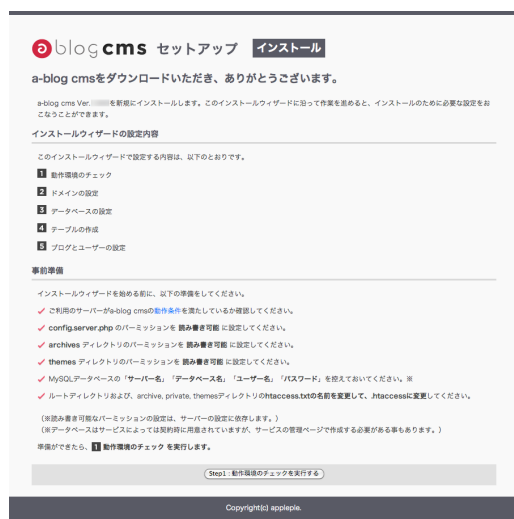 ablogcms セットアップ インストール
a-blog cmsをダウンロードいただき、ありがとうございます。
a-blog cms Ver. を新規にインストールします。このインストールウィザードに沿って作業を進めると、インストールのために必要な設定をお
こなうことができます。
インストールウィザードの設定内容
このインストールウィザードで設定する内容は、以下のとおりです。
1 動作環境のチェック
2 ドメインの設定
3 データベースの設定
4 テーブルの作成
5 ブログとユーザーの設定
事前準備
インストールウィザードを始める前に、以下の準備をしてください。
✓ ご利用のサーバーがa-blog cmsの動作条件を満たしているか確認してください。
✓ config.server.php のパーミッションを 読み書き可能 に設定してください。
✓ archives ディレクトリのパーミッションを 読み書き可能 に設定してください。
✓ themes ディレクトリのパーミッションを 読み書き可能 に設定してください。
✓ MySQLデータベースの「サーバー名」「データベース名」「ユーザー名」「パスワード」を控えておいてください。※
✓ ルートディレクトリおよび、archive, private, themesディレクトリのhtaccess.txtの名前を変更して、.htaccessに変更してください。
（※読み書き可能なパーミッションの設定は、サーバーの設定に依存します。）
（※データベースはサービスによっては契約時に用意されていますが、サービスの管理ページで作成する必要がある事もあります。）
準備ができたら、1 動作環境のチェック を実行します。
Step1 : 動作環境のチェックを実行する
Copyright(c) appleple.